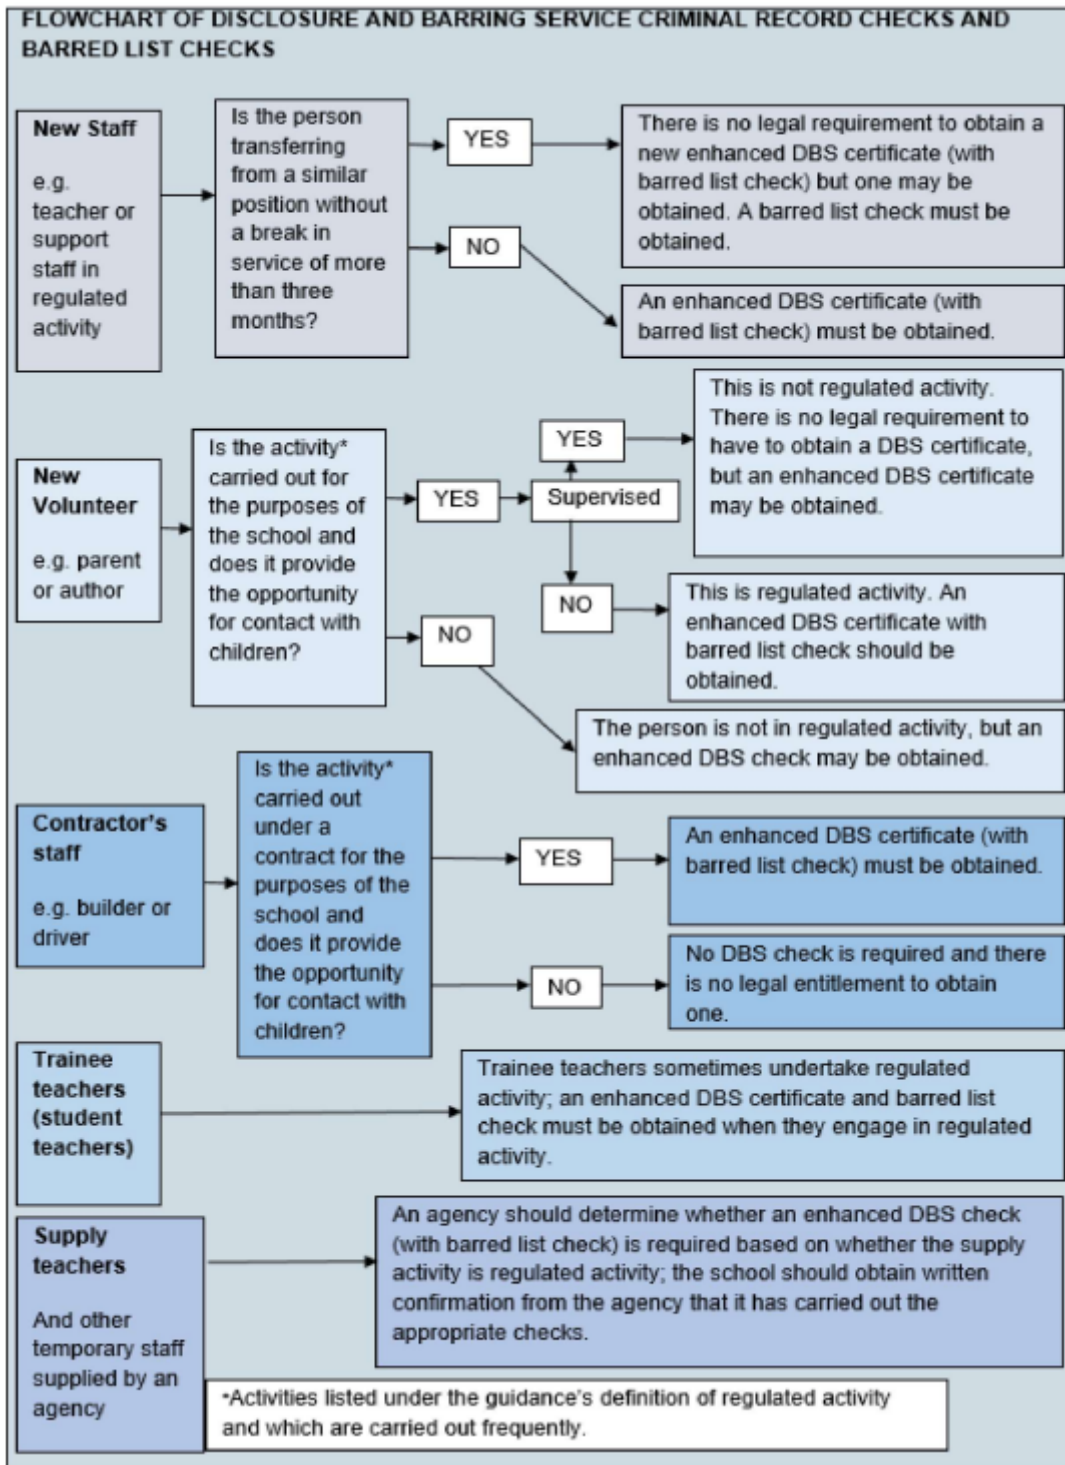 FLOWCHART OF DISCLOSURE AND BARRING SERVICE CRIMINAL RECORD CHECKS AND
BARRED LIST CHECKS
New Staff
e.g.
teacher or
support
staff in
regulated
activity
Is the person
transferring
from a similar
position without
a break in
service of more
than three
months?
YES
There is no legal requirement to obtain a
new enhanced DBS certificate (with
barred list check) but one may be
obtained. A barred list check must be
obtained.
NO
An enhanced DBS certificate (with
barred list check) must be obtained.
New
Volunteer
e.g. parent
or author
Is the activity*
carried out for
the purposes of
the school and
does it provide
the opportunity
for contact with
children?
YES
Supervised
YES
This is not regulated activity.
There is no legal requirement to
have to obtain a DBS certificate,
but an enhanced DBS certificate
may be obtained.
NO
This is regulated activity. An
enhanced DBS certificate with
barred list check should be
obtained.
NO
The person is not in regulated activity, but an
enhanced DBS check may be obtained.
Contractor's
staff
e.g. builder or
driver
Is the activity*
carried out
under a
contract for the
purposes of the
school and
does it provide
the opportunity
for contact with
children?
YES
An enhanced DBS certificate (with
barred list check) must be obtained.
NO
No DBS check is required and there
is no legal entitlement to obtain
one.
Trainee
teachers
(student
teachers)
Trainee teachers sometimes undertake regulated
activity; an enhanced DBS certificate and barred list
check must be obtained when they engage in regulated
activity.
Supply
teachers
And other
temporary staff
supplied by an
agency
An agency should determine whether an enhanced DBS check
(with barred list check) is required based on whether the supply
activity is regulated activity; the school should obtain written
confirmation from the agency that it has carried out the
appropriate checks.
*Activities listed under the guidance's definition of regulated activity
and which are carried out frequently.